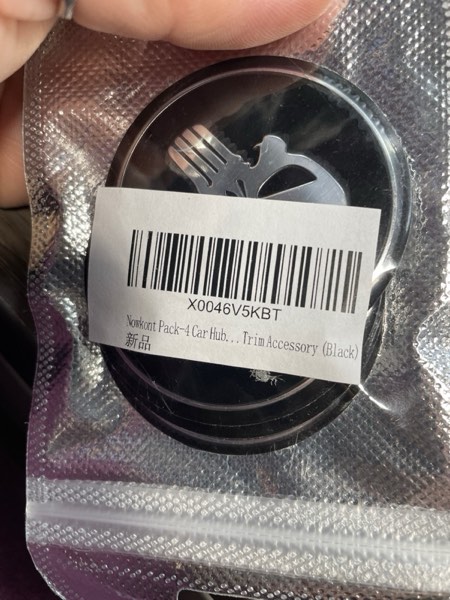 X0046V5KBT
Nowkont Pack-4 Car Hub... Trim Accessory (Black)
新品